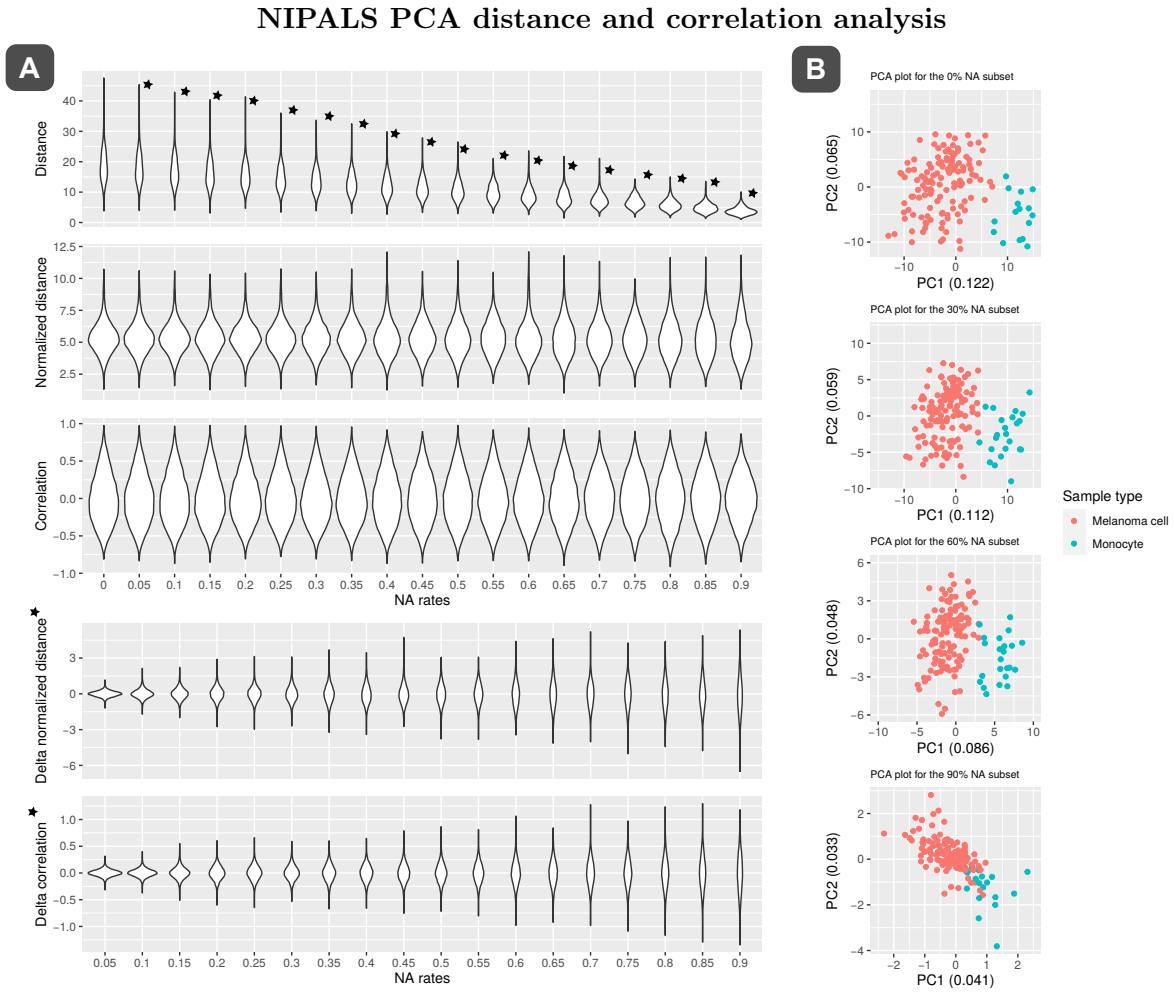 NIPALS PCA distance and correlation analysis
A
Distance
40
30
20
10
0
Normalized distance
12.5
10.0
7.5
5.0
2.5
Correlation
1.0
0.5
0.0
−0.5
−1.0
0 0.05 0.1 0.15 0.2 0.25 0.3 0.35 0.4 0.45 0.5 0.55 0.6 0.65 0.7 0.75 0.8 0.85 0.9
NA rates
Delta normalized distance
3
0
−3
−6
Delta correlation
1.0
0.5
0.0
−0.5
−1.0
0.05 0.1 0.15 0.2 0.25 0.3 0.35 0.4 0.45 0.5 0.55 0.6 0.65 0.7 0.75 0.8 0.85 0.9
NA rates
B
PCA plot for the 0% NA subset
PC2 (0.065)
10
0
−10
−10 0 10
PC1 (0.122)
PCA plot for the 30% NA subset
PC2 (0.059)
10
5
0
−5
−10
−10 0 10
PC1 (0.112)
PCA plot for the 60% NA subset
PC2 (0.048)
6
3
0
−3
−6
−10 −5 0 5 10
PC1 (0.086)
PCA plot for the 90% NA subset
PC2 (0.033)
2
0
−2
−4
−2 −1 0 1 2
PC1 (0.041)
Sample type
Melanoma cell
Monocyte